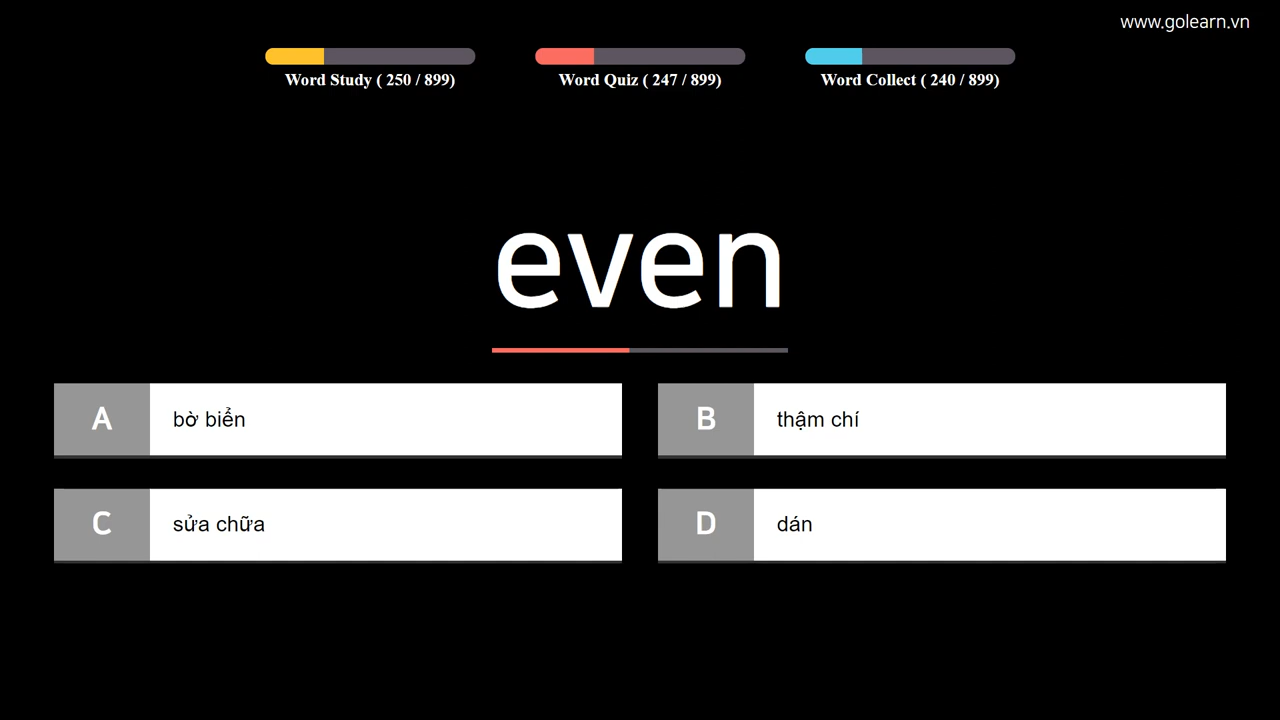 www.golearn.vn
Word Study ( 250 / 899)
Word Quiz ( 247 / 899)
Word Collect ( 240 / 899)
even
A bờ biển
B thậm chí
C sửa chữa
D dán